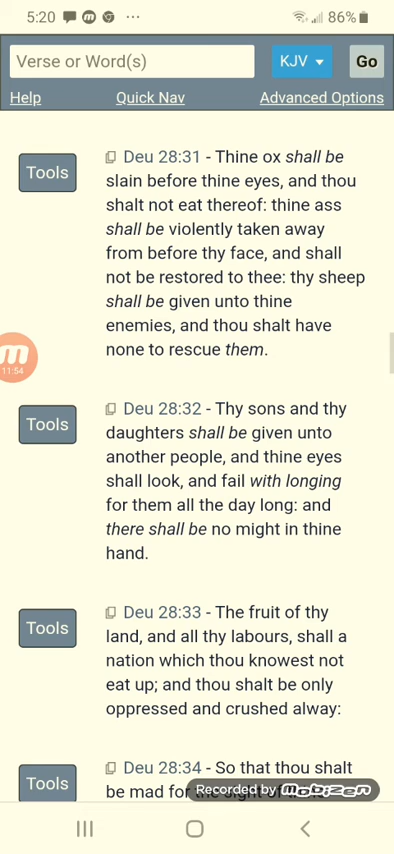 5:20 86%
Verse or Word(s) KJV Go
Help Quick Nav Advanced Options
Tools Deu 28:31 - Thine ox shall be
slain before thine eyes, and thou
shalt not eat thereof: thine ass
shall be violently taken away
from before thy face, and shall
not be restored to thee: thy sheep
shall be given unto thine
enemies, and thou shalt have
none to rescue them.
m
11:54
Tools Deu 28:32 - Thy sons and thy
daughters shall be given unto
another people, and thine eyes
shall look, and fail with longing
for them all the day long: and
there shall be no might in thine
hand.
Tools Deu 28:33 - The fruit of thy
land, and all thy labours, shall a
nation which thou knowest not
eat up; and thou shalt be only
oppressed and crushed alway:
Tools Deu 28:34 - So that thou shalt
be mad for
Recorded by mobizen